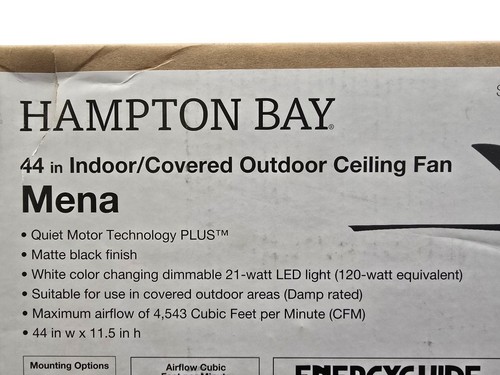 HAMPTON BAY®
44 in Indoor/Covered Outdoor Ceiling Fan
Mena
• Quiet Motor Technology PLUS™
• Matte black finish
• White color changing dimmable 21-watt LED light (120-watt equivalent)
• Suitable for use in covered outdoor areas (Damp rated)
• Maximum airflow of 4,543 Cubic Feet per Minute (CFM)
• 44 in w x 11.5 in h
Mounting Options
Airflow Cubic
ENERGYGUIDE